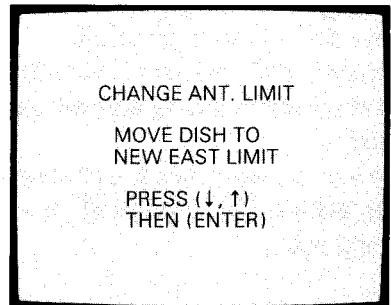 CHANGE ANT. LIMIT
MOVE DISH TO
NEW EAST LIMIT
PRESS (↓, ↑)
THEN (ENTER)